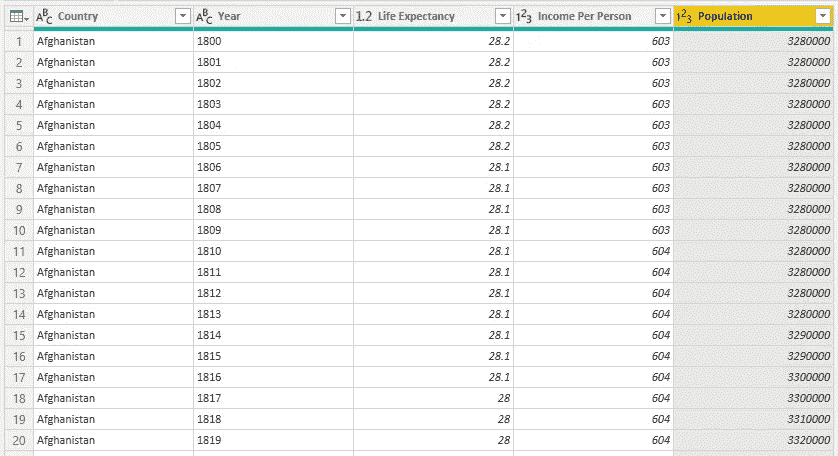 ABC Country ABC Year 1.2 Life Expectancy 123 Income Per Person 123 Population
1 Afghanistan 1800 28.2 603 3280000
2 Afghanistan 1801 28.2 603 3280000
3 Afghanistan 1802 28.2 603 3280000
4 Afghanistan 1803 28.2 603 3280000
5 Afghanistan 1804 28.2 603 3280000
6 Afghanistan 1805 28.2 603 3280000
7 Afghanistan 1806 28.1 603 3280000
8 Afghanistan 1807 28.1 603 3280000
9 Afghanistan 1808 28.1 603 3280000
10 Afghanistan 1809 28.1 603 3280000
11 Afghanistan 1810 28.1 604 3280000
12 Afghanistan 1811 28.1 604 3280000
13 Afghanistan 1812 28.1 604 3280000
14 Afghanistan 1813 28.1 604 3280000
15 Afghanistan 1814 28.1 604 3290000
16 Afghanistan 1815 28.1 604 3290000
17 Afghanistan 1816 28.1 604 3300000
18 Afghanistan 1817 28 604 3300000
19 Afghanistan 1818 28 604 3310000
20 Afghanistan 1819 28 604 3320000